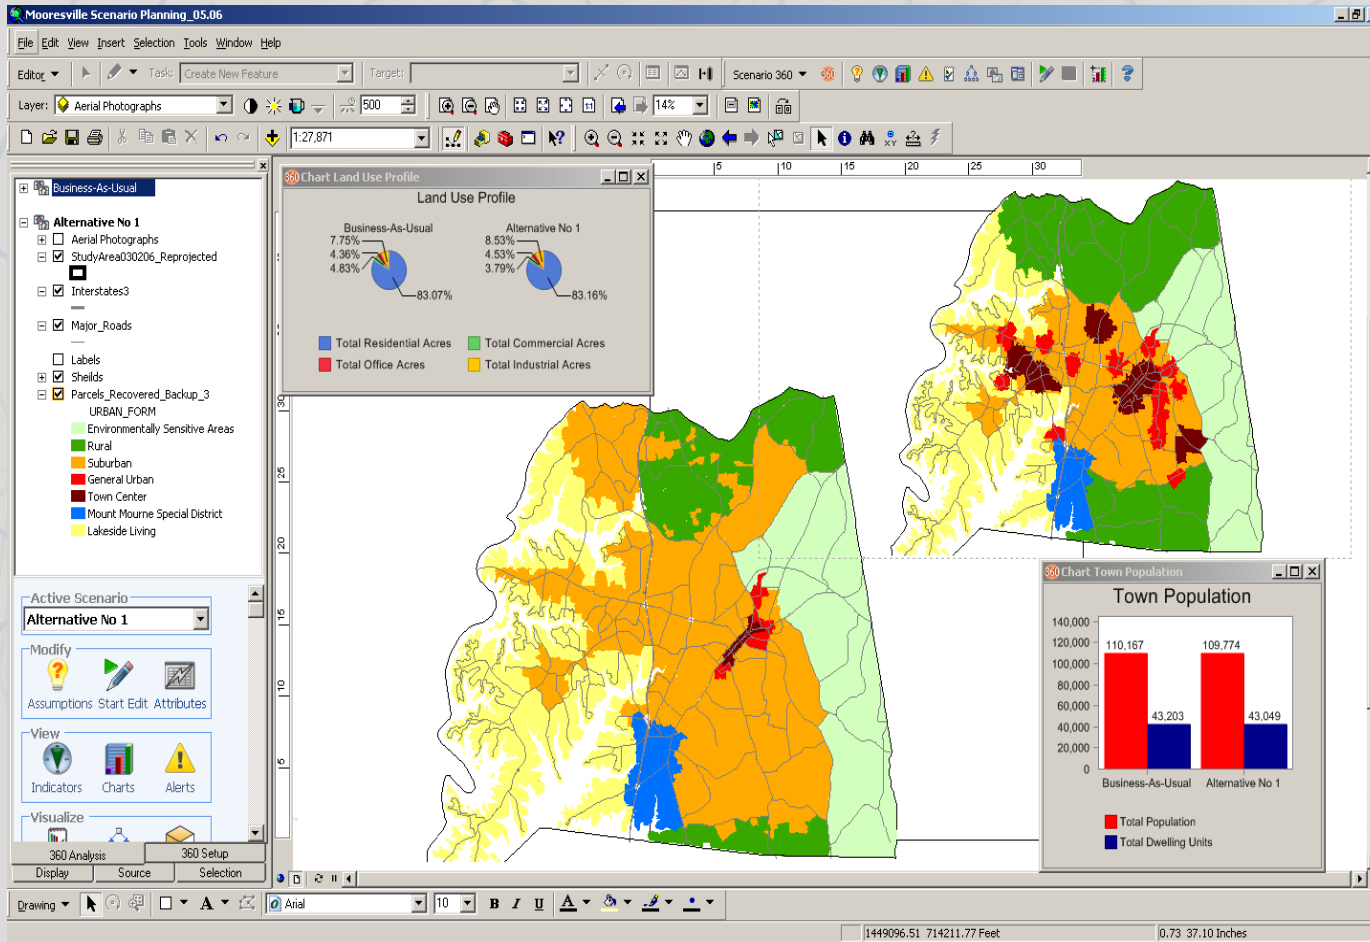 Mooresville Scenario Planning_05.06
File Edit View Insert Selection Tools Window Help
Editor Task: Create New Feature Target: Scenario 360
Layer: Aerial Photographs 500 14%
1:27,871
Business-As-Usual
Alternative No 1
Aerial Photographs
StudyArea030206_Reprojected
Interstates3
Major_Roads
Labels
Sheilds
Parcels_Recovered_Backup_3
URBAN_FORM
Environmentally Sensitive Areas
Rural
Suburban
General Urban
Town Center
Mount Mourne Special District
Lakeside Living
Active Scenario
Alternative No 1
Modify
Assumptions Start Edit Attributes
View
Indicators Charts Alerts
Visualize
360 Analysis 360 Setup
Display Source Selection
360 Chart Land Use Profile
Land Use Profile
Business-As-Usual Alternative No 1
7.75% 8.53%
4.36% 4.53%
4.83% 3.79%
83.07% 83.16%
Total Residential Acres Total Commercial Acres
Total Office Acres Total Industrial Acres
5 10 15 20 25 30
30
25
20
15
10
5
360 Chart Town Population
Town Population
140,000
120,000
100,000
80,000
60,000
40,000
20,000
0
110,167 109,774
43,203 43,049
Business-As-Usual Alternative No 1
Total Population
Total Dwelling Units
Drawing A Arial 10 B I U A
1449096.51 714211.77 Feet 0.73 37.10 Inches